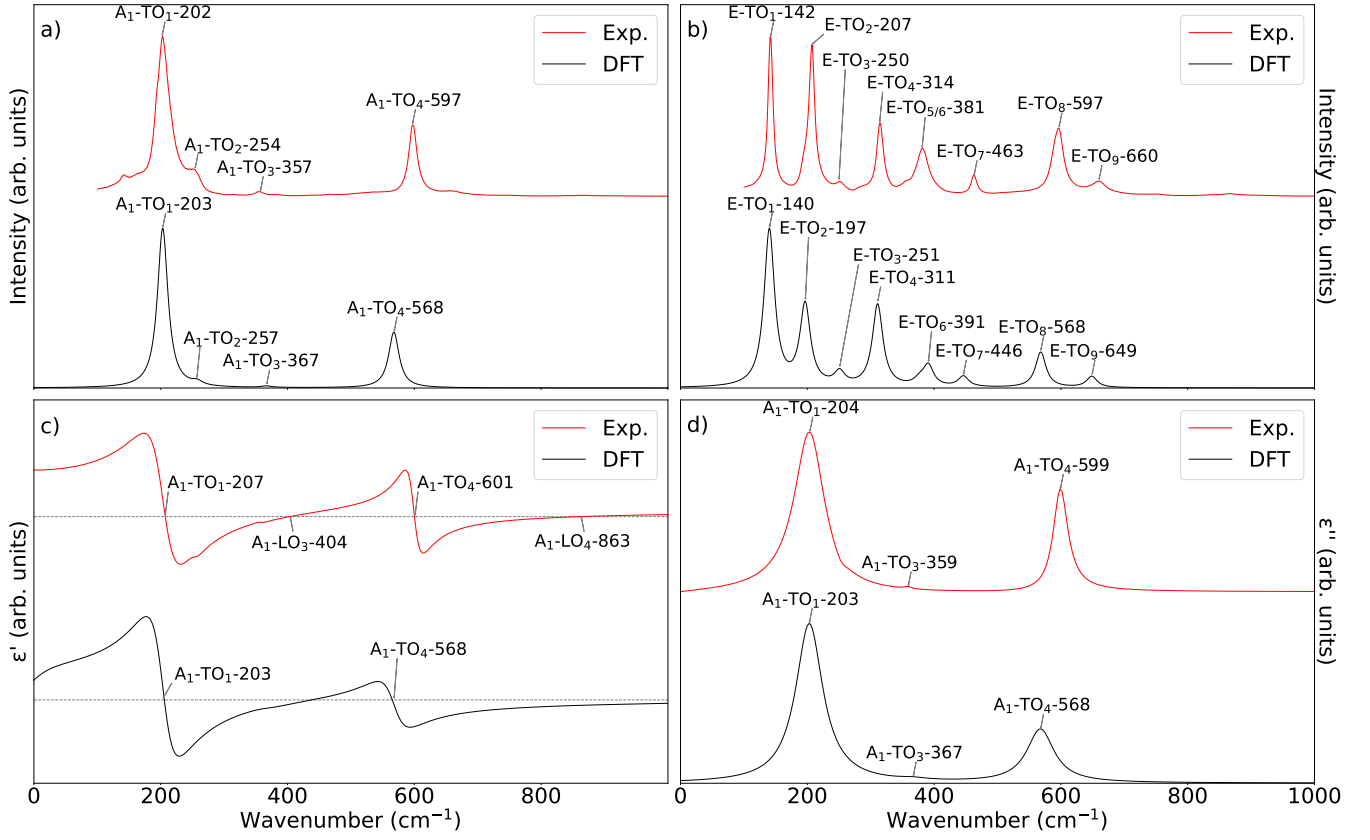 a)
A₁-TO₁-202
A₁-TO₂-254
A₁-TO₃-357
A₁-TO₄-597
A₁-TO₁-203
A₁-TO₂-257
A₁-TO₃-367
A₁-TO₄-568
Exp.
DFT
Intensity (arb. units)
b)
E-TO₁-142
E-TO₂-207
E-TO₃-250
E-TO₄-314
E-TO₅/₆-381
E-TO₇-463
E-TO₈-597
E-TO₉-660
E-TO₁-140
E-TO₂-197
E-TO₃-251
E-TO₄-311
E-TO₆-391
E-TO₇-446
E-TO₈-568
E-TO₉-649
Exp.
DFT
Intensity (arb. units)
c)
A₁-TO₁-207
A₁-LO₃-404
A₁-TO₄-601
A₁-LO₄-863
A₁-TO₁-203
A₁-TO₄-568
Exp.
DFT
ε' (arb. units)
0 200 400 600 800
Wavenumber (cm⁻¹)
d)
A₁-TO₁-204
A₁-TO₃-359
A₁-TO₄-599
A₁-TO₁-203
A₁-TO₃-367
A₁-TO₄-568
Exp.
DFT
ε'' (arb. units)
0 200 400 600 800 1000
Wavenumber (cm⁻¹)